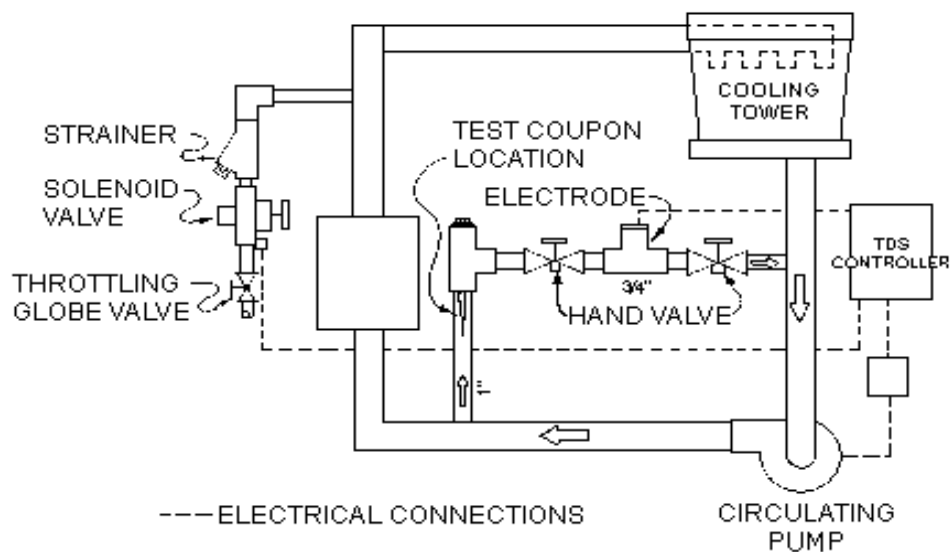 COOLING
TOWER
STRAINER
TEST COUPON
LOCATION
SOLENOID
VALVE
ELECTRODE
TDS
CONTROLLER
THROTTLING
GLOBE VALVE
3/4"
HAND VALVE
1"
----ELECTRICAL CONNECTIONS
CIRCULATING
PUMP